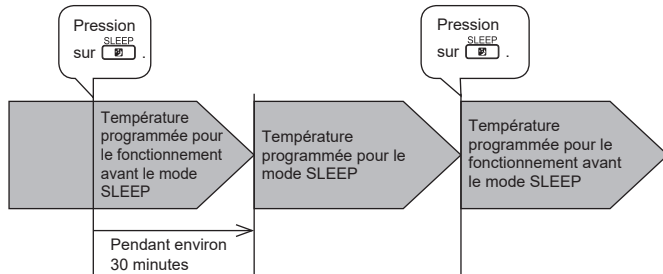 Pression
SLEEP
sur .
Pression
SLEEP
sur .
Température
programmée pour
le fonctionnement
avant le mode
SLEEP
Température
programmée pour le
mode SLEEP
Température
programmée pour le
fonctionnement avant
le mode SLEEP
Pendant environ
30 minutes